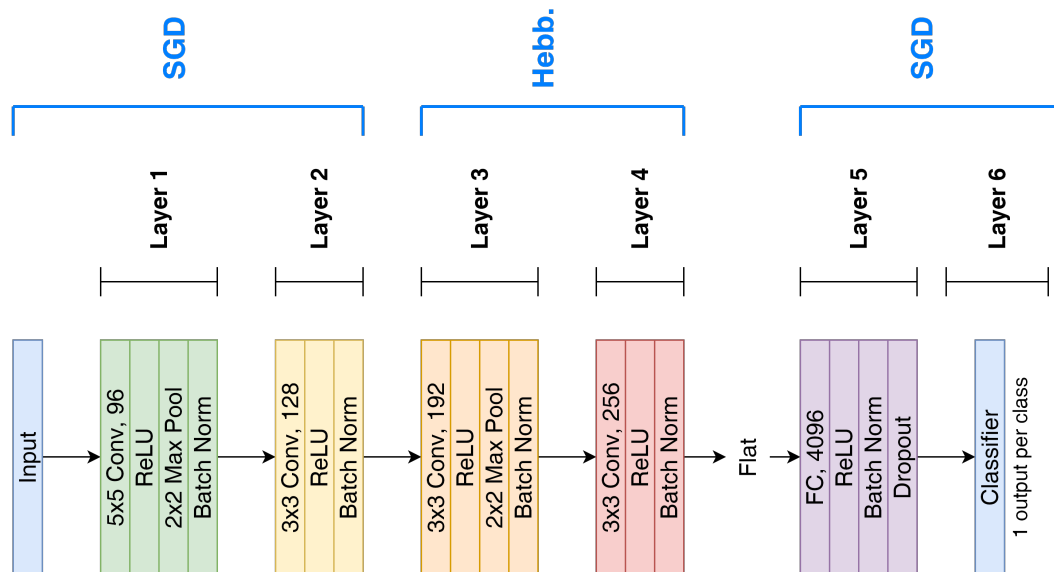 SGD
Hebb.
SGD
Layer 1
Layer 2
Layer 3
Layer 4
Layer 5
Layer 6
Input
5x5 Conv, 96
ReLU
2x2 Max Pool
Batch Norm
3x3 Conv, 128
ReLU
Batch Norm
3x3 Conv, 192
ReLU
2x2 Max Pool
Batch Norm
3x3 Conv, 256
ReLU
Batch Norm
Flat
FC, 4096
ReLU
Batch Norm
Dropout
Classifier
1 output per class